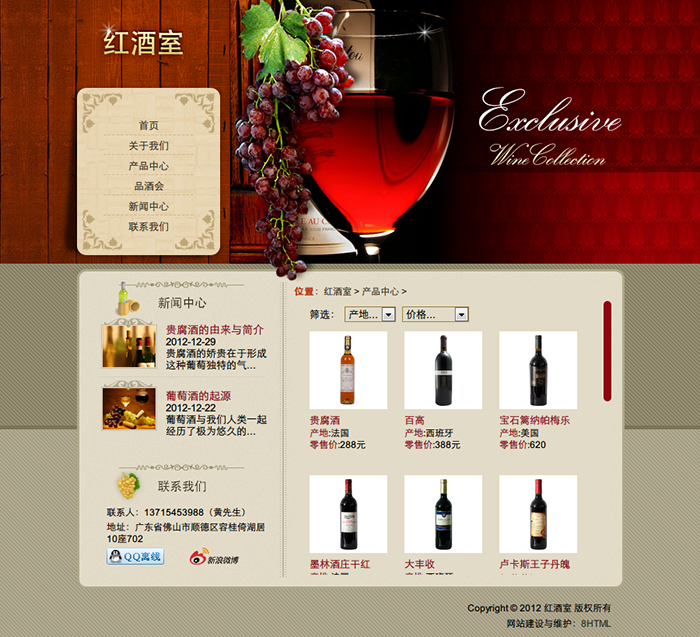 红酒室
Exclusive
Wine Collection
首页
关于我们
产品中心
品酒会
新闻中心
联系我们
新闻中心
贵腐酒的由来与简介
2012-12-29
贵腐酒的娇贵在于形成
这种葡萄独特的气...
葡萄酒的起源
2012-12-22
葡萄酒与我们人类一起
经历了极为悠久的...
联系我们
联系人：13715453988（黄先生）
地址：广东省佛山市顺德区容桂倚湖居
10座702
QQ离线
新浪微博
位置：红酒室 > 产品中心 >
筛选： 产地... 价格...
贵腐酒
产地:法国
零售价:288元
百高
产地:西班牙
零售价:388元
宝石篱纳帕梅乐
产地:美国
零售价:620
墨林酒庄干红
大丰收
卢卡斯王子丹魄
Copyright © 2012 红酒室 版权所有
网站建设与维护：8HTML